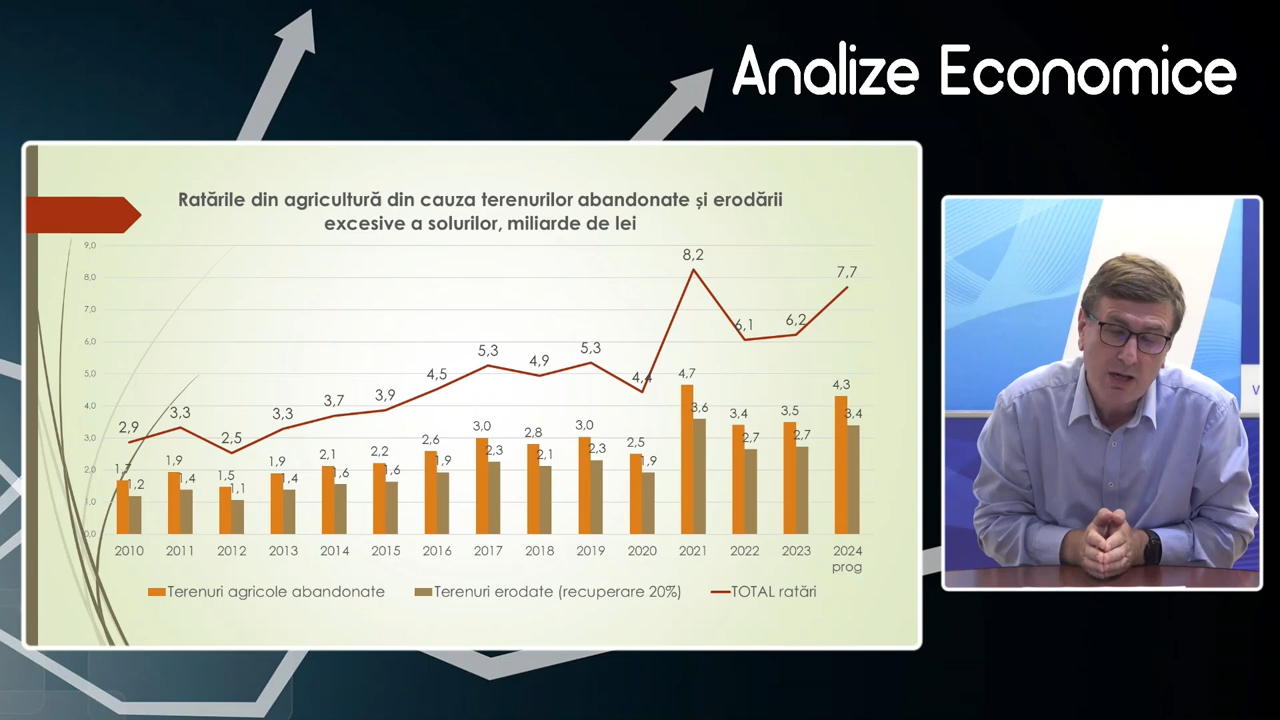 Analize Economice
Ratările din agricultură din cauza terenurilor abandonate și erodării
excesive a solurilor, miliarde de lei
9,0
8,0
7,0
6,0
5,0
4,0
3,0
2,0
1,0
0,0
2,9 3,3 2,5 3,3 3,7 3,9 4,5 5,3 4,9 5,3 4,4 8,2 6,1 6,2 7,7
1,7 1,9 1,5 1,9 2,1 2,2 2,6 3,0 2,8 3,0 2,5 4,7 3,4 3,5 4,3
1,2 1,4 1,1 1,4 1,6 1,6 1,9 2,3 2,1 2,3 1,9 3,6 2,7 2,7 3,4
2010 2011 2012 2013 2014 2015 2016 2017 2018 2019 2020 2021 2022 2023 2024
prog
Terenuri agricole abandonate Terenuri erodate (recuperare 20%) TOTAL ratări
V